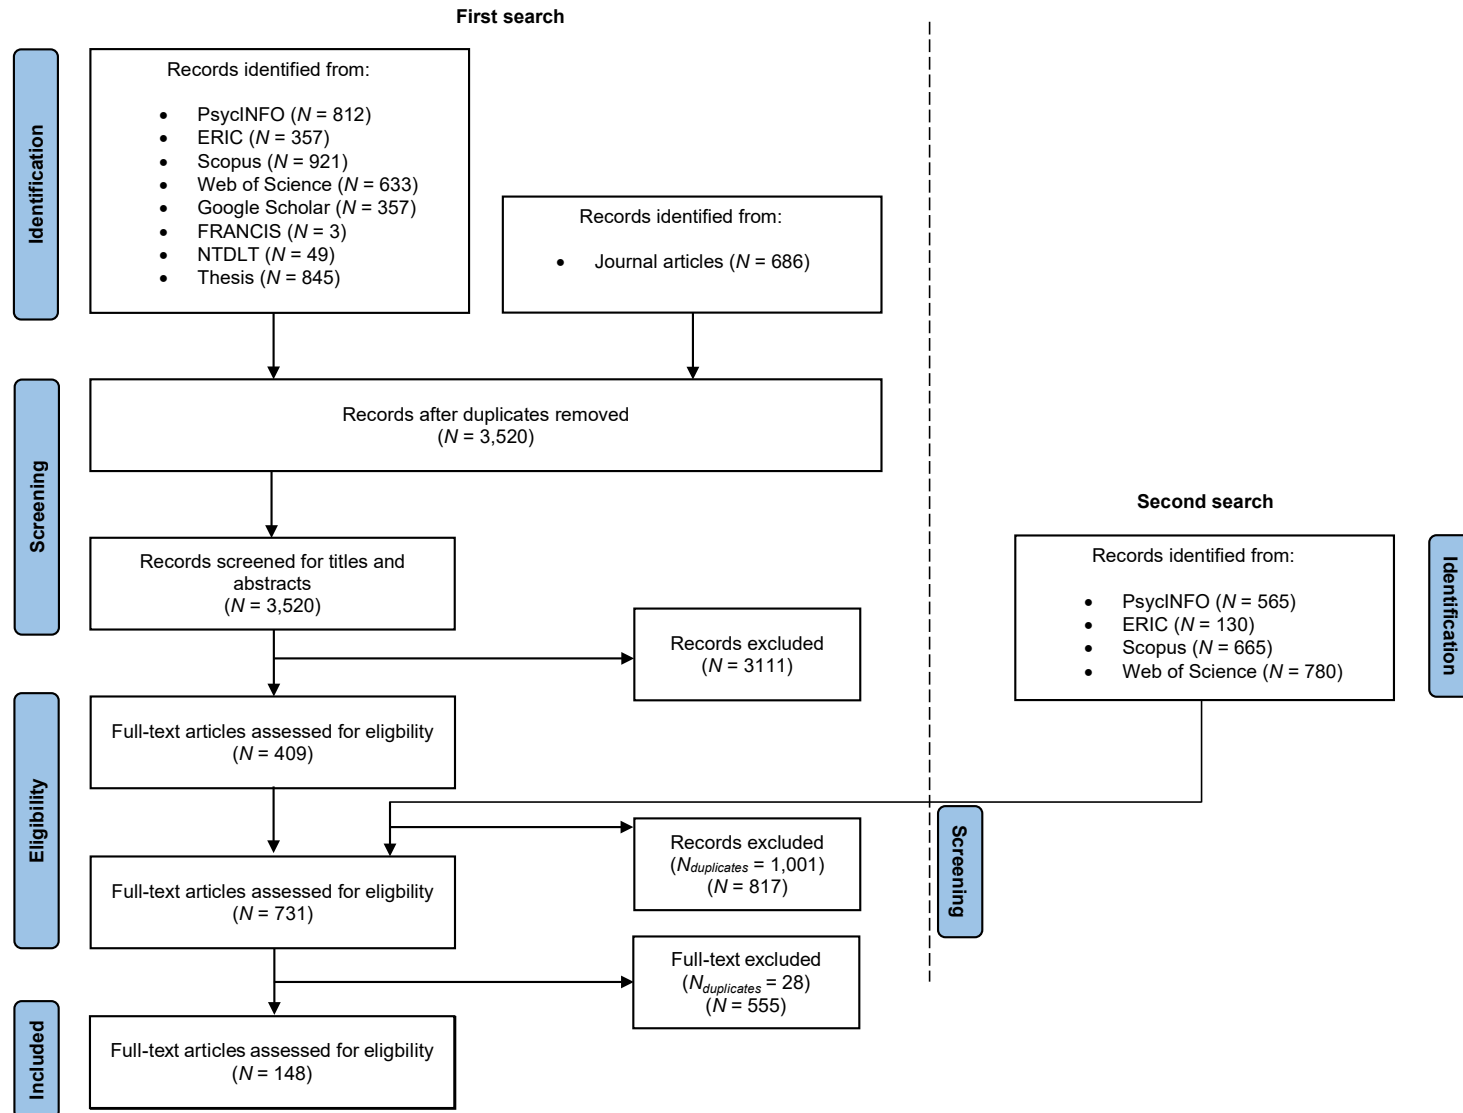 First search
Identification
Records identified from:
• PsycINFO (N = 812)
• ERIC (N = 357)
• Scopus (N = 921)
• Web of Science (N = 633)
• Google Scholar (N = 357)
• FRANCIS (N = 3)
• NTDLT (N = 49)
• Thesis (N = 845)
Records identified from:
• Journal articles (N = 686)
Screening
Records after duplicates removed
(N = 3,520)
Records screened for titles and
abstracts
(N = 3,520)
Records excluded
(N = 3111)
Second search
Records identified from:
• PsycINFO (N = 565)
• ERIC (N = 130)
• Scopus (N = 665)
• Web of Science (N = 780)
Identification
Eligibility
Full-text articles assessed for eligbility
(N = 409)
Screening
Records excluded
(Nduplicates = 1,001)
(N = 817)
Full-text articles assessed for eligbility
(N = 731)
Full-text excluded
(Nduplicates = 28)
(N = 555)
Included
Full-text articles assessed for eligbility
(N = 148)